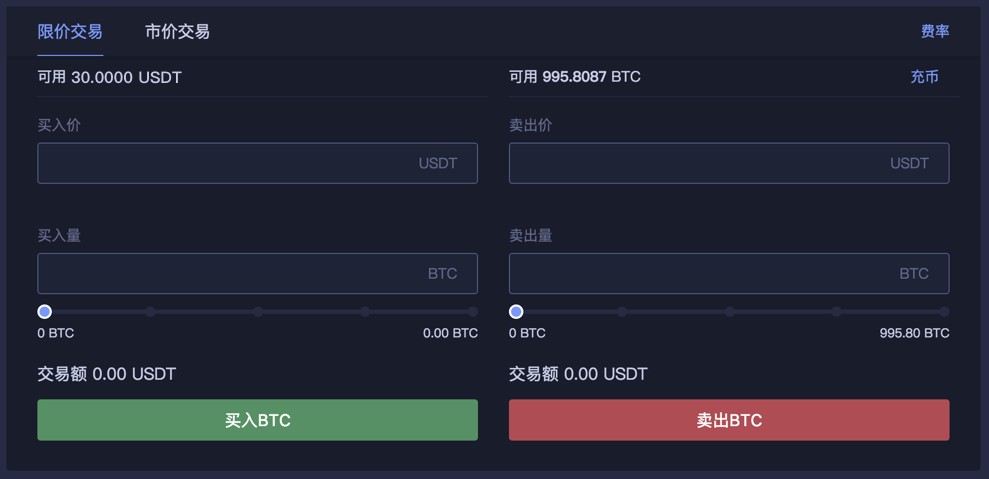 限价交易 市价交易 费率
可用 30.0000 USDT 可用 995.8087 BTC 充币
买入价 卖出价
USDT USDT
买入量 卖出量
BTC BTC
0 BTC 0.00 BTC 0 BTC 995.80 BTC
交易额 0.00 USDT 交易额 0.00 USDT
买入BTC 卖出BTC